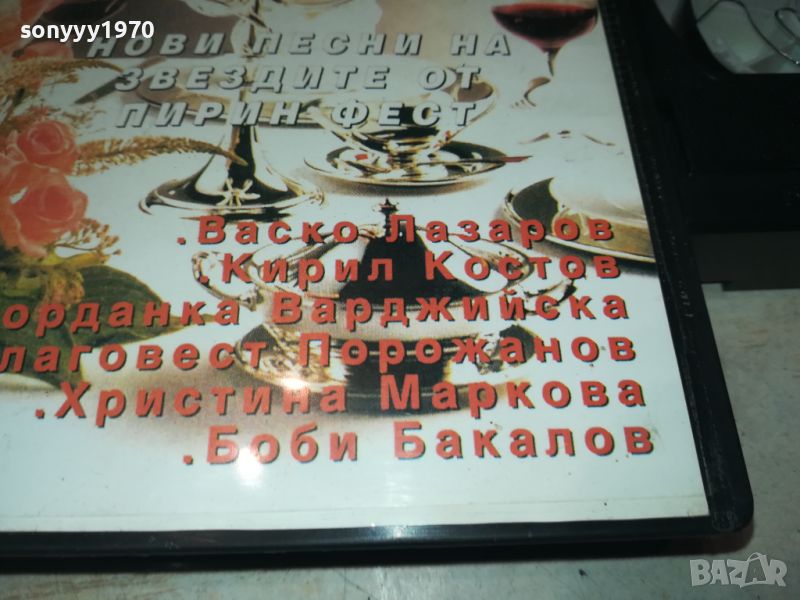 sonyyy1970
НОВИ ПЕСНИ НА
ЗВЕЗДИТЕ ОТ
ПИРИН ФЕСТ
.Васко Лазаров
.Кирил Костов
орданка Варджийска
лаговест Порожанов
.Христина Маркова
.Боби Бакалов
BAZAR